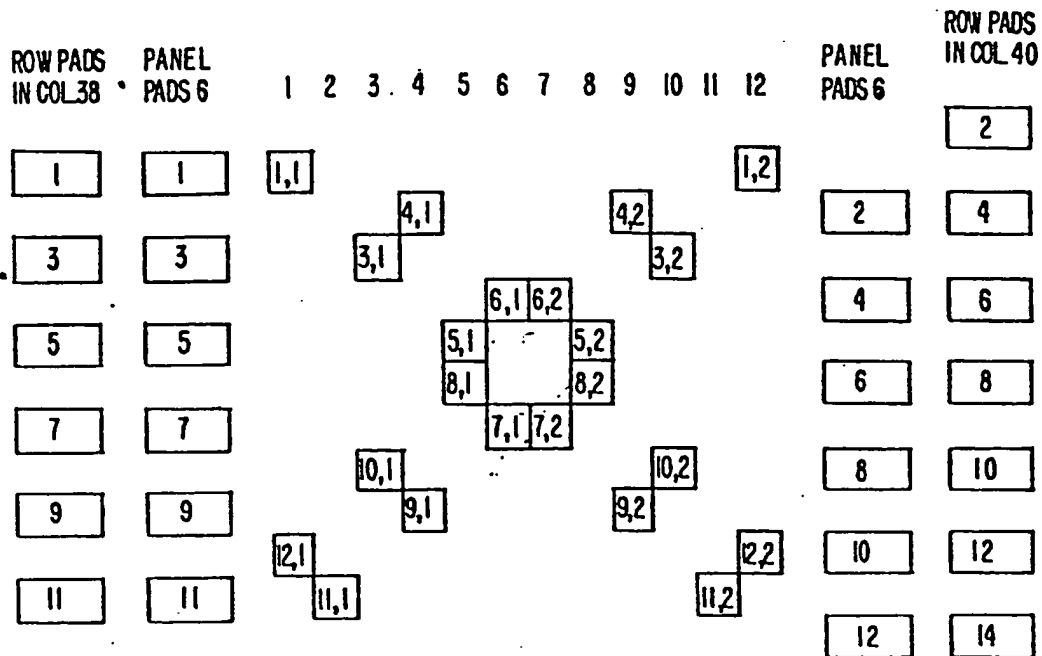 ROW PADS IN COL.38
PANEL PADS 6
1 2 3 4 5 6 7 8 9 10 11 12
PANEL PADS 6
ROW PADS IN COL.40
2
1 1 1,1 1,2
4,1 4,2 2 4
3 3 3,1 3,2
6,1 6,2 4 6
5 5 5,1 5,2
8,1 8,2 6 8
7 7 7,1 7,2
10,1 10,2 8 10
9 9 9,1 9,2
12,1 12,2 10 12
11 11 11,1 11,2
12 14